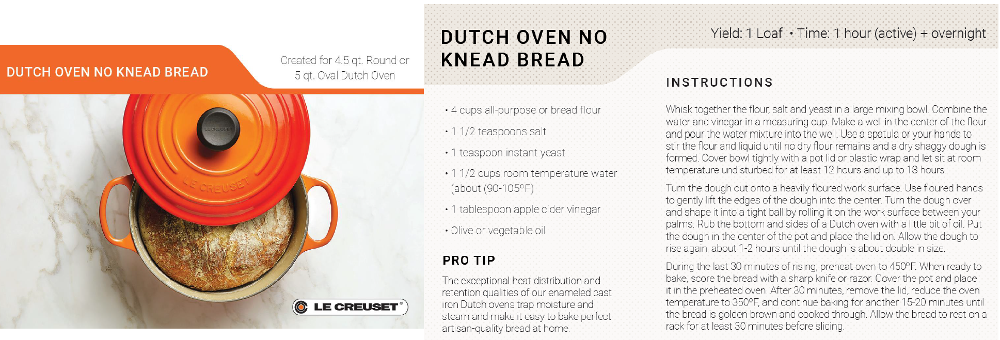 DUTCH OVEN NO KNEAD BREAD
Created for 4.5 qt. Round or
5 qt. Oval Dutch Oven
LE CREUSET
LE CREUSET
LE CREUSET®
DUTCH OVEN NO
KNEAD BREAD
Yield: 1 Loaf • Time: 1 hour (active) + overnight
• 4 cups all-purpose or bread flour
• 1 1/2 teaspoons salt
• 1 teaspoon instant yeast
• 1 1/2 cups room temperature water
(about (90-105ºF)
• 1 tablespoon apple cider vinegar
• Olive or vegetable oil
PRO TIP
The exceptional heat distribution and
retention qualities of our enameled cast
iron Dutch ovens trap moisture and
steam and make it easy to bake perfect
artisan-quality bread at home.
INSTRUCTIONS
Whisk together the flour, salt and yeast in a large mixing bowl. Combine the
water and vinegar in a measuring cup. Make a well in the center of the flour
and pour the water mixture into the well. Use a spatula or your hands to
stir the flour and liquid until no dry flour remains and a dry shaggy dough is
formed. Cover bowl tightly with a pot lid or plastic wrap and let sit at room
temperature undisturbed for at least 12 hours and up to 18 hours.
Turn the dough out onto a heavily floured work surface. Use floured hands
to gently lift the edges of the dough into the center. Turn the dough over
and shape it into a tight ball by rolling it on the work surface between your
palms. Rub the bottom and sides of a Dutch oven with a little bit of oil. Put
the dough in the center of the pot and place the lid on. Allow the dough to
rise again, about 1-2 hours until the dough is about double in size.
During the last 30 minutes of rising, preheat oven to 450ºF. When ready to
bake, score the bread with a sharp knife or razor. Cover the pot and place
it in the preheated oven. After 30 minutes, remove the lid, reduce the oven
temperature to 350ºF, and continue baking for another 15-20 minutes until
the bread is golden brown and cooked through. Allow the bread to rest on a
rack for at least 30 minutes before slicing.